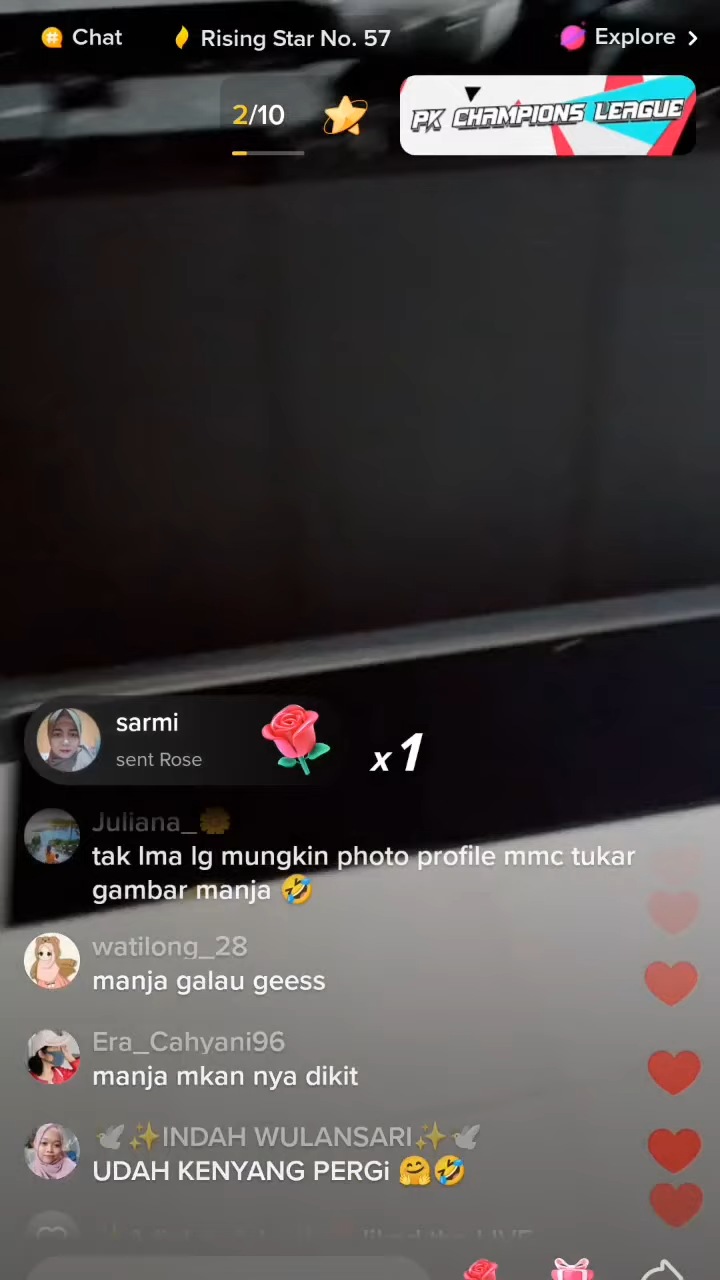 Chat
Rising Star No. 57
Explore
2/10
PK CHAMPIONS LEAGUE
sarmi
sent Rose
x 1
Juliana_🌼
tak lma lg mungkin photo profile mmc tukar
gambar manja 🤣
watilong_28
manja galau geess
Era_Cahyani96
manja mkan nya dikit
🕊✨INDAH WULANSARI✨🕊
UDAH KENYANG PERGi 🤗🤣